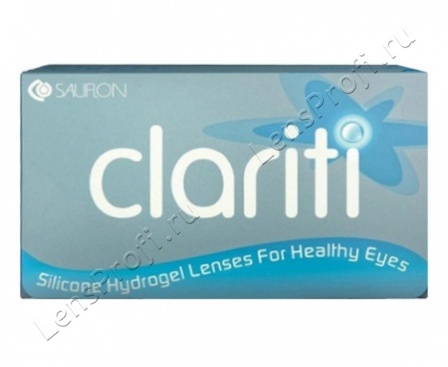 SAUFLON
clariti
Silicone Hydrogel Lenses For Healthy Eyes
LensProfi.ru
LensProfi.ru
LensProfi.ru